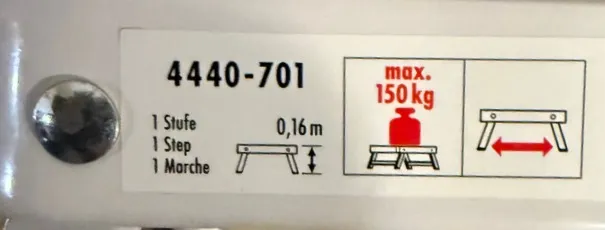 4440-701
1 Stufe
1 Step
1 Marche
0,16 m
max.
150 kg